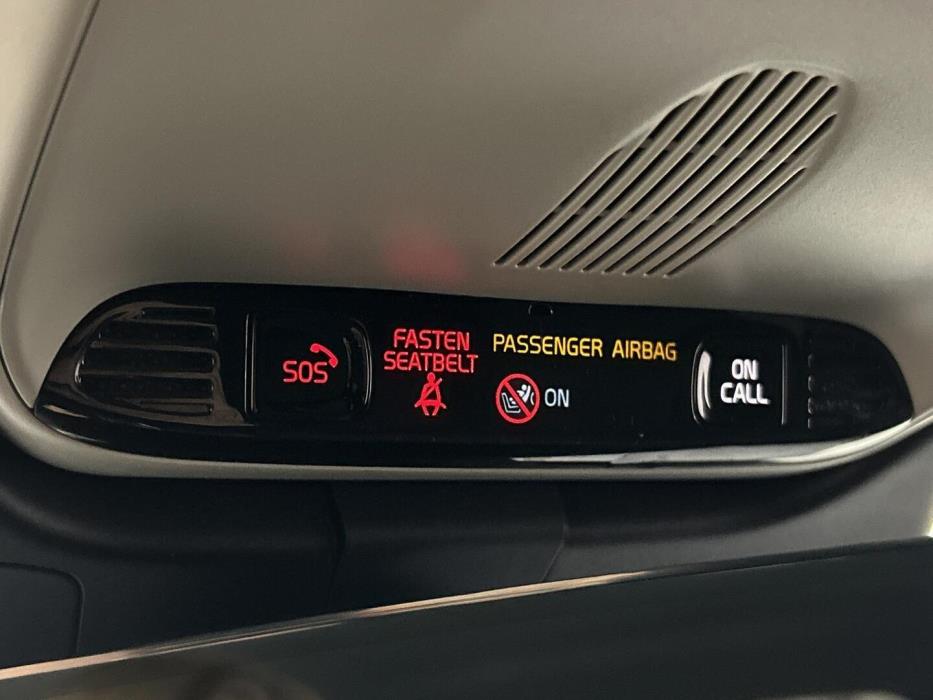 SOS
FASTEN
SEATBELT
PASSENGER AIRBAG
ON
ON
CALL